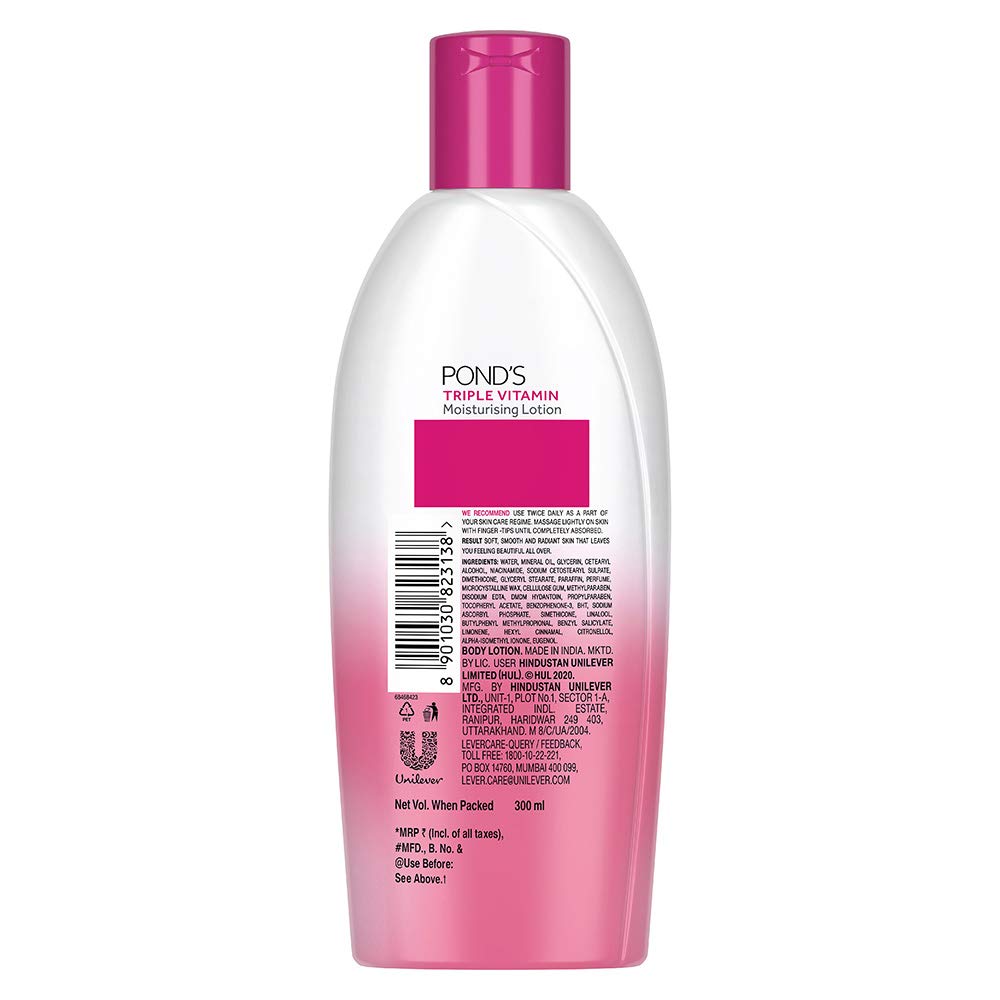 POND'S
TRIPLE VITAMIN
Moisturising Lotion
WE RECOMMEND USE TWICE DAILY AS A PART OF
YOUR SKIN CARE REGIME. MASSAGE LIGHTLY ON SKIN
WITH FINGER -TIPS UNTIL COMPLETELY ABSORBED.
RESULT SOFT, SMOOTH AND RADIANT SKIN THAT LEAVES
YOU FEELING BEAUTIFUL ALL OVER.
INGREDIENTS: WATER, MINERAL OIL, GLYCERIN, CETEARYL
ALCOHOL, NIACINAMIDE, SODIUM CETOSTEARYL SULPATE,
DIMETHICONE, GLYCERYL STEARATE, PARAFFIN, PERFUME,
MICROCYSTALLINE WAX, CELLULOSE GUM, METHYLPARABEN,
DISODIUM EDTA, DMDM HYDANTOIN, PROPYLPARABEN,
TOCOPHERYL ACETATE, BENZOPHENONE-3, BHT, SODIUM
ASCORBYL PHOSPHATE, SIMETHICONE, LINALOOL,
BUTYLPHENYL METHYLPROPIONAL, BENZYL SALICYLATE,
LIMONENE, HEXYL CINNAMAL, CITRONELLOL,
ALPHA-ISOMETHYL IONONE, EUGENOL.
BODY LOTION. MADE IN INDIA. MKTD.
BY LIC. USER HINDUSTAN UNILEVER
LIMITED (HUL). © HUL 2020.
MFG. BY HINDUSTAN UNILEVER
LTD., UNIT-1, PLOT No.1, SECTOR 1-A,
INTEGRATED INDL. ESTATE,
RANIPUR, HARIDWAR 249 403,
UTTARAKHAND. M 8/C/UA/2004.
LEVERCARE-QUERY / FEEDBACK,
TOLL FREE: 1800-10-22-221,
PO BOX 14760, MUMBAI 400 099,
LEVER.CARE@UNILEVER.COM
8 901030 823138 >
68468423
1
PET
Unilever
Net Vol. When Packed 300 ml
*MRP ₹ (Incl. of all taxes),
#MFD., B. No. &
@Use Before:
See Above.↑